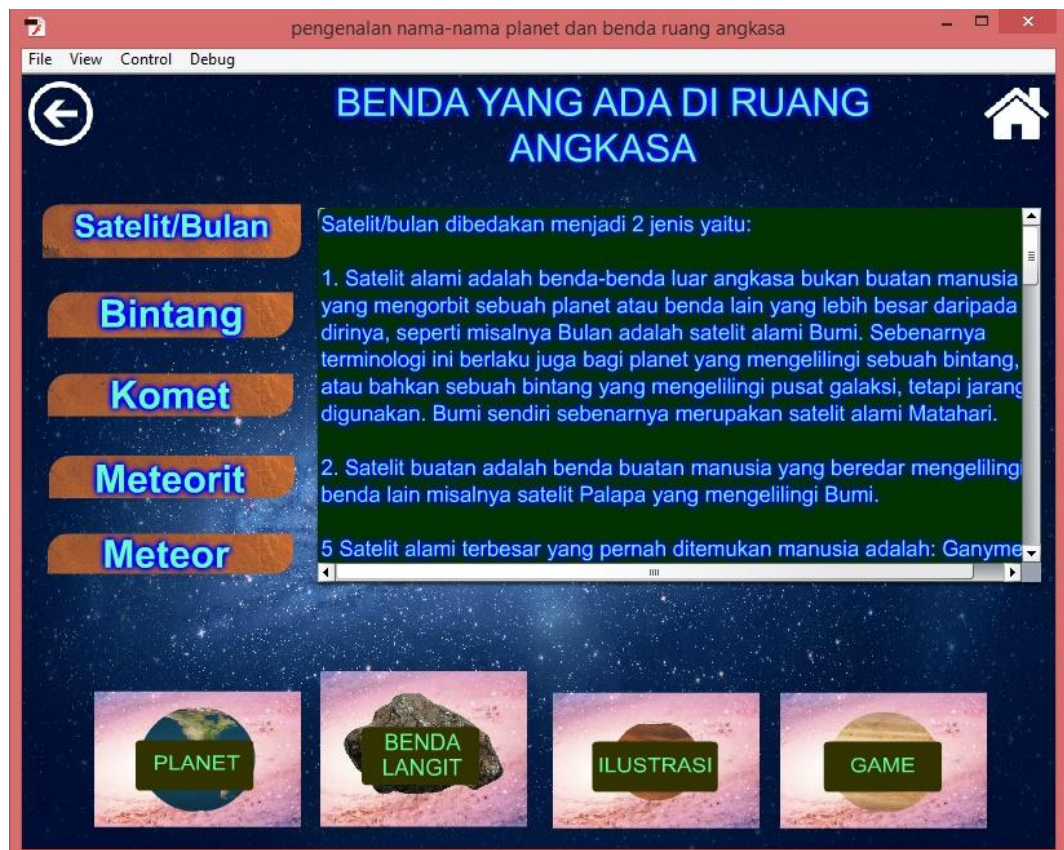 pengenalan nama-nama planet dan benda ruang angkasa
File View Control Debug
BENDA YANG ADA DI RUANG
ANGKASA
Satelit/Bulan
Bintang
Komet
Meteorit
Meteor
Satelit/bulan dibedakan menjadi 2 jenis yaitu:
1. Satelit alami adalah benda-benda luar angkasa bukan buatan manusia
yang mengorbit sebuah planet atau benda lain yang lebih besar daripada
dirinya, seperti misalnya Bulan adalah satelit alami Bumi. Sebenarnya
terminologi ini berlaku juga bagi planet yang mengelilingi sebuah bintang,
atau bahkan sebuah bintang yang mengelilingi pusat galaksi, tetapi jarang
digunakan. Bumi sendiri sebenarnya merupakan satelit alami Matahari.
2. Satelit buatan adalah benda buatan manusia yang beredar mengelilingi
benda lain misalnya satelit Palapa yang mengelilingi Bumi.
5 Satelit alami terbesar yang pernah ditemukan manusia adalah: Ganyme
PLANET
BENDA
LANGIT
ILUSTRASI
GAME